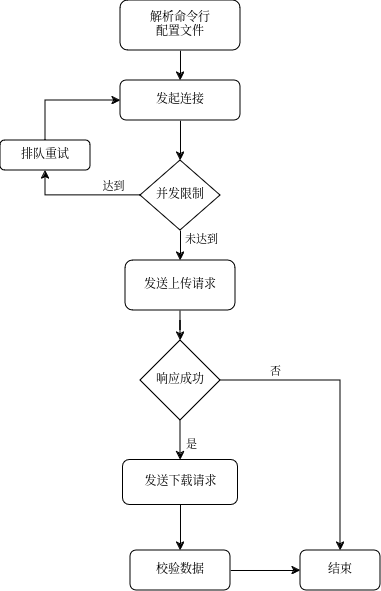 解析命令行
配置文件
发起连接
排队重试
达到
并发限制
未达到
发送上传请求
响应成功
否
是
发送下载请求
校验数据
结束